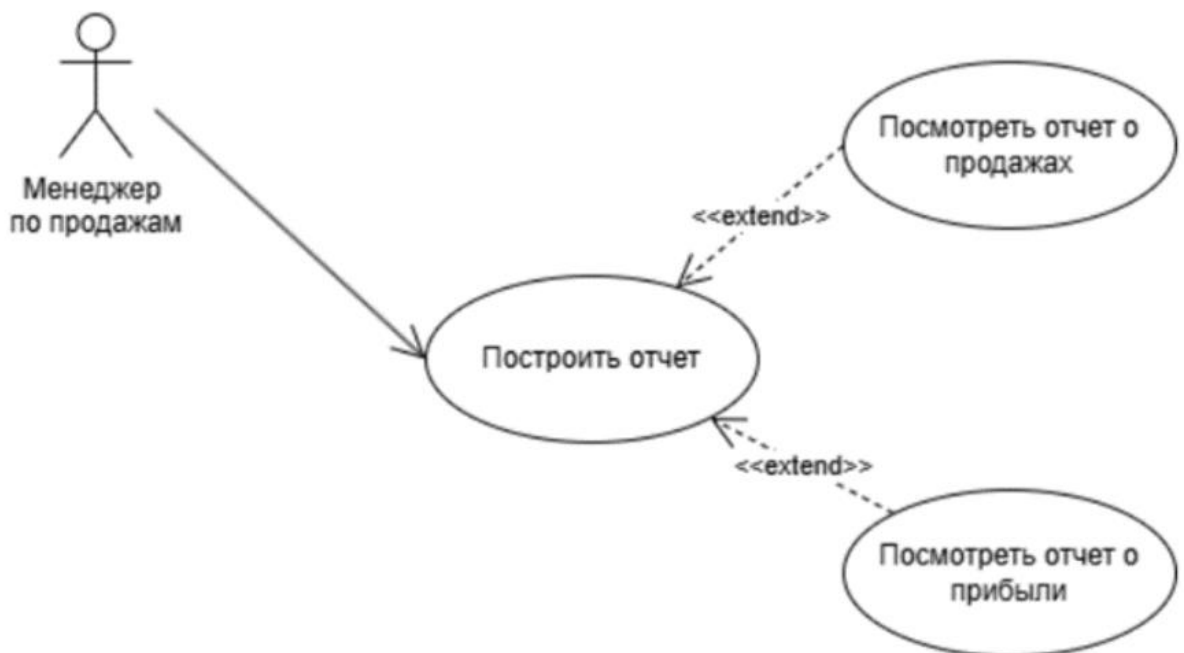 Менеджер
по продажам
Посмотреть отчет о
продажах
<<extend>>
Построить отчет
<<extend>>
Посмотреть отчет о
прибыли